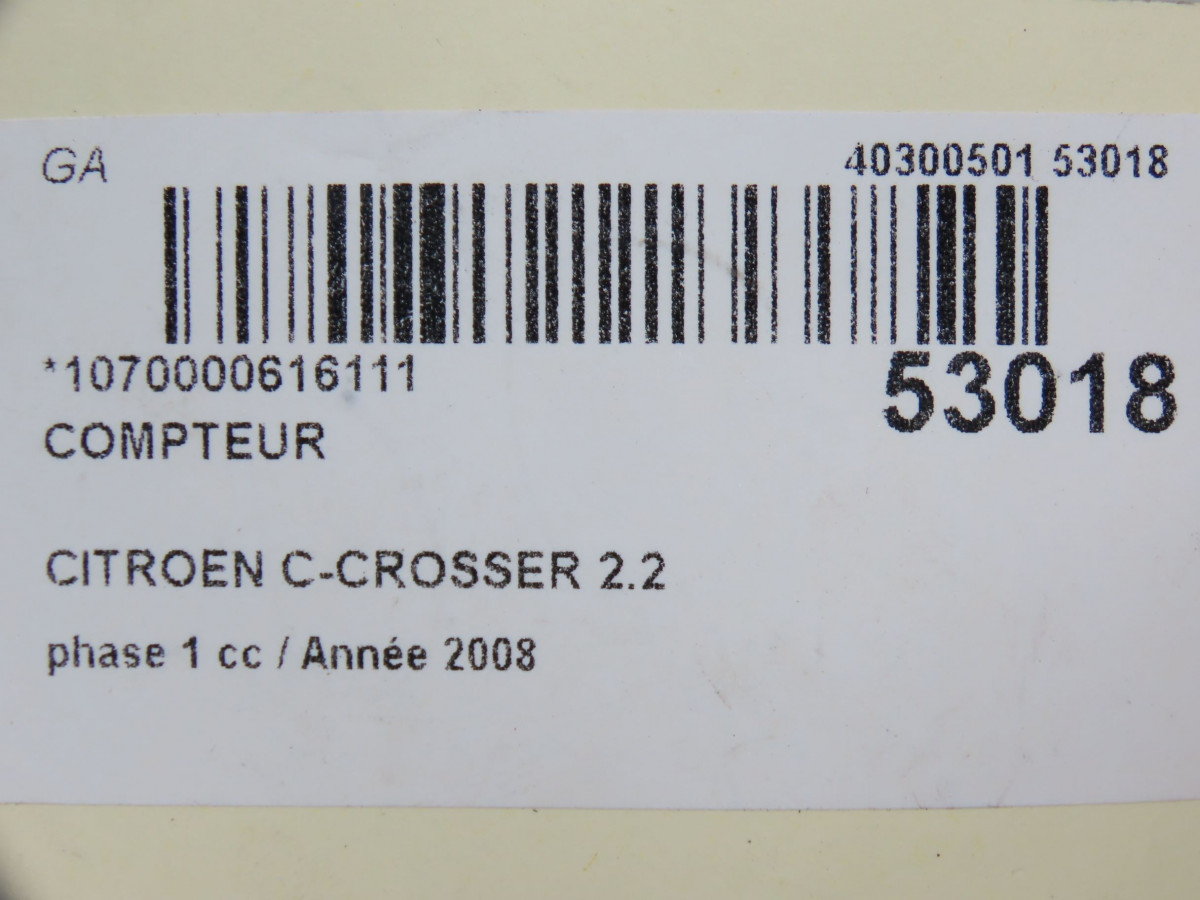 GA 40300501 53018
*1070000616111
53018
COMPTEUR
CITROEN C-CROSSER 2.2
phase 1 cc / Année 2008